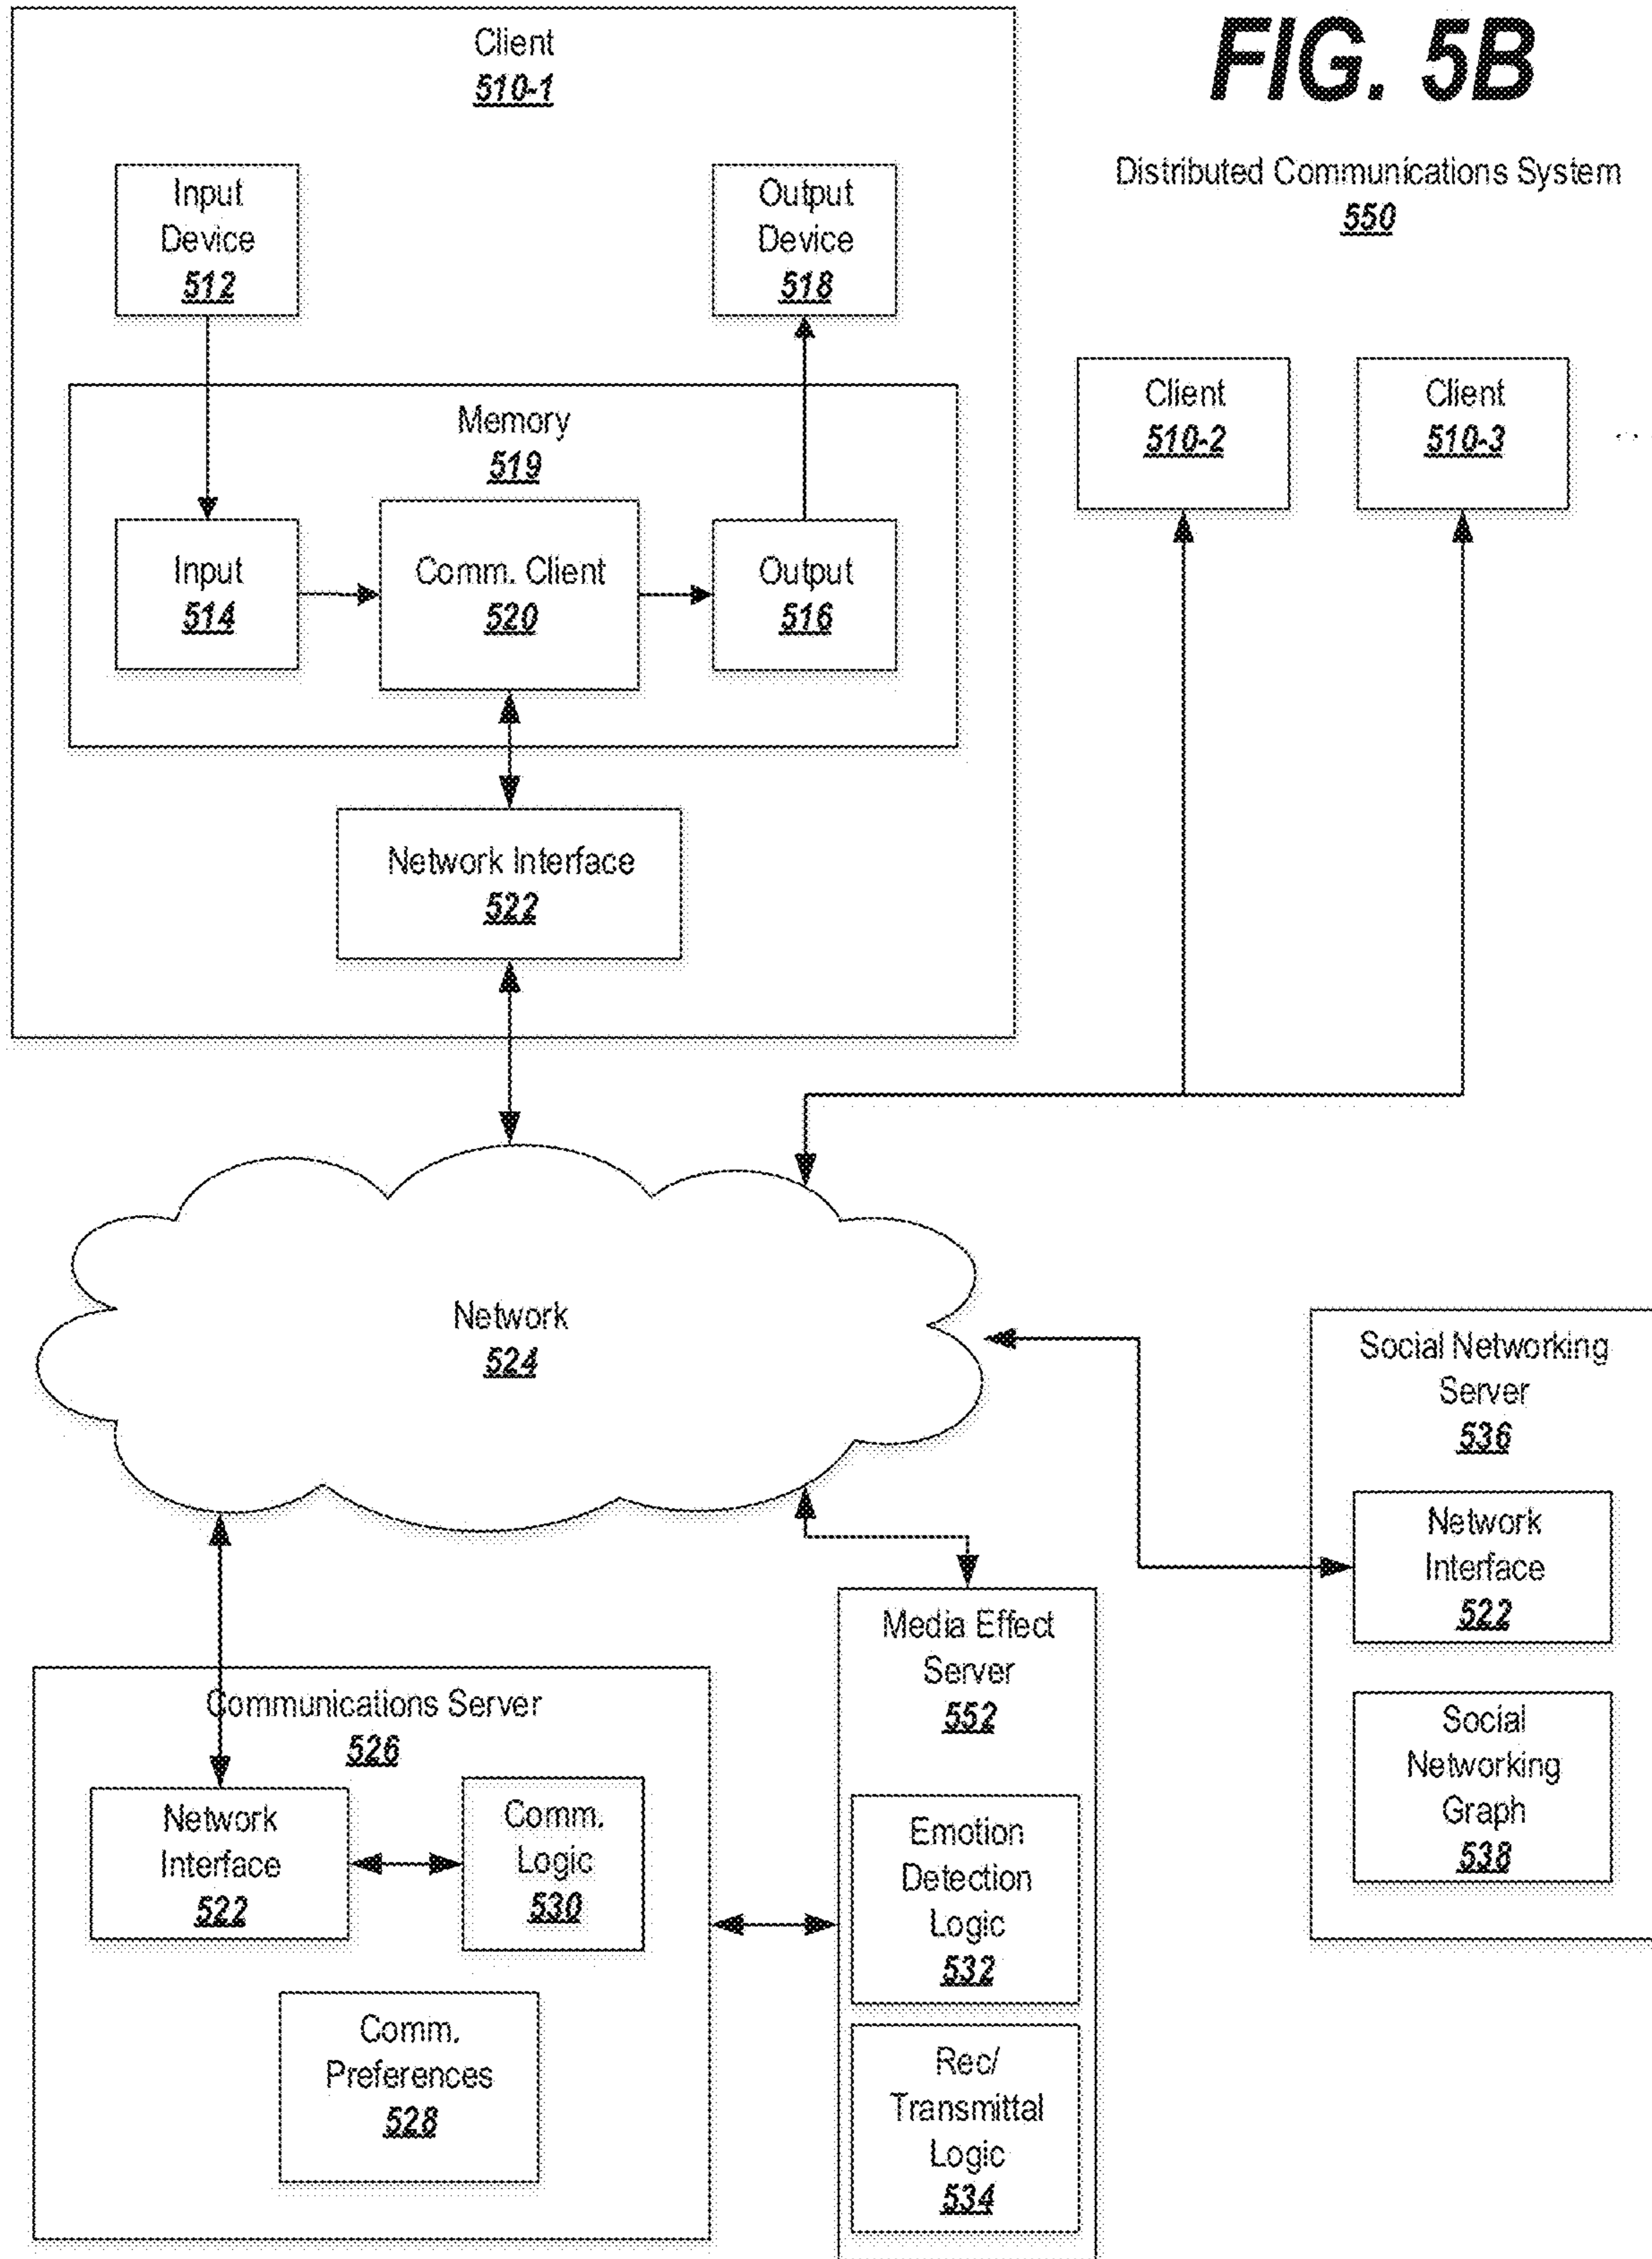 FIG. 5B
Distributed Communications System
550
Client
510-1
Input
Device
512
Output
Device
518
Memory
519
Input
514
Comm. Client
520
Output
516
Network Interface
522
Client
510-2
Client
510-3
...
Network
524
Social Networking
Server
536
Network
Interface
522
Social
Networking
Graph
538
Communications Server
526
Network
Interface
522
Comm.
Logic
530
Comm.
Preferences
528
Media Effect
Server
552
Emotion
Detection
Logic
532
Rec/
Transmittal
Logic
534